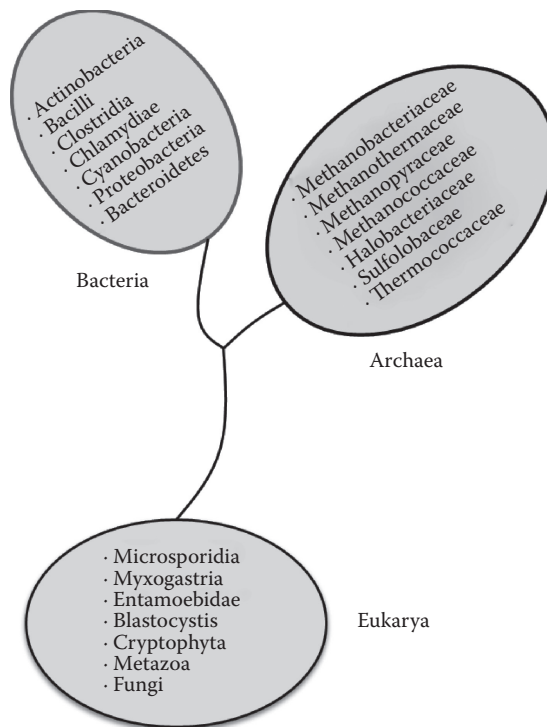 · Actinobacteria
· Bacilli
· Clostridia
· Chlamydiae
· Cyanobacteria
· Proteobacteria
· Bacteroidetes
Bacteria
· Methanobacteriaceae
· Methanothermaceae
· Methanopyraceae
· Methanococcaceae
· Halobacteriaceae
· Sulfolobaceae
· Thermococcaceae
Archaea
· Microsporidia
· Myxogastria
· Entamoebidae
· Blastocystis
· Cryptophyta
· Metazoa
· Fungi
Eukarya